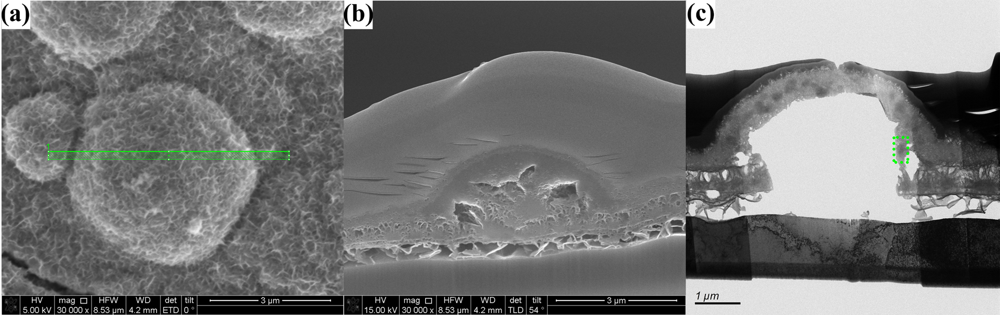 (a)
(b)
(c)
1
HV mag HFW WD det tilt
3 µm
5.00 kV 30 000 x 8.53 µm 4.2 mm ETD 0 °
HV mag HFW WD det tilt
3 µm
15.00 kV 30 000 x 8.53 µm 4.2 mm TLD 54 °
1 µm